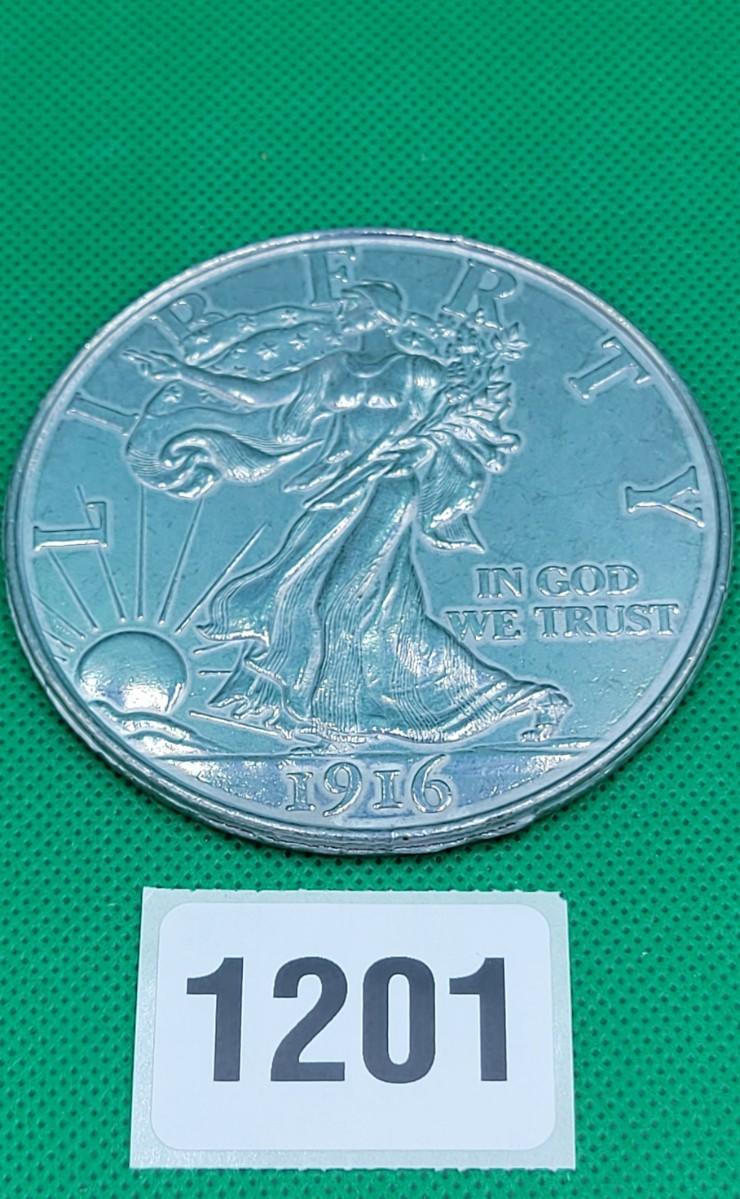 LIBERTY
IN GOD
WE TRUST
1916
1201